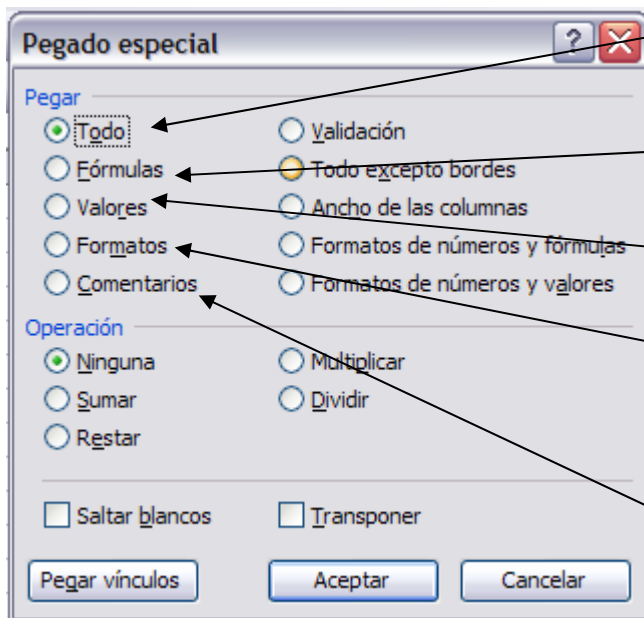 Pegado especial
Pegar
Todo
Validación
Fórmulas
Todo excepto bordes
Valores
Ancho de las columnas
Formatos
Formatos de números y fórmulas
Comentarios
Formatos de números y valores
Operación
Ninguna
Multiplicar
Sumar
Dividir
Restar
Saltar blancos
Transponer
Pegar vínculos
Aceptar
Cancelar